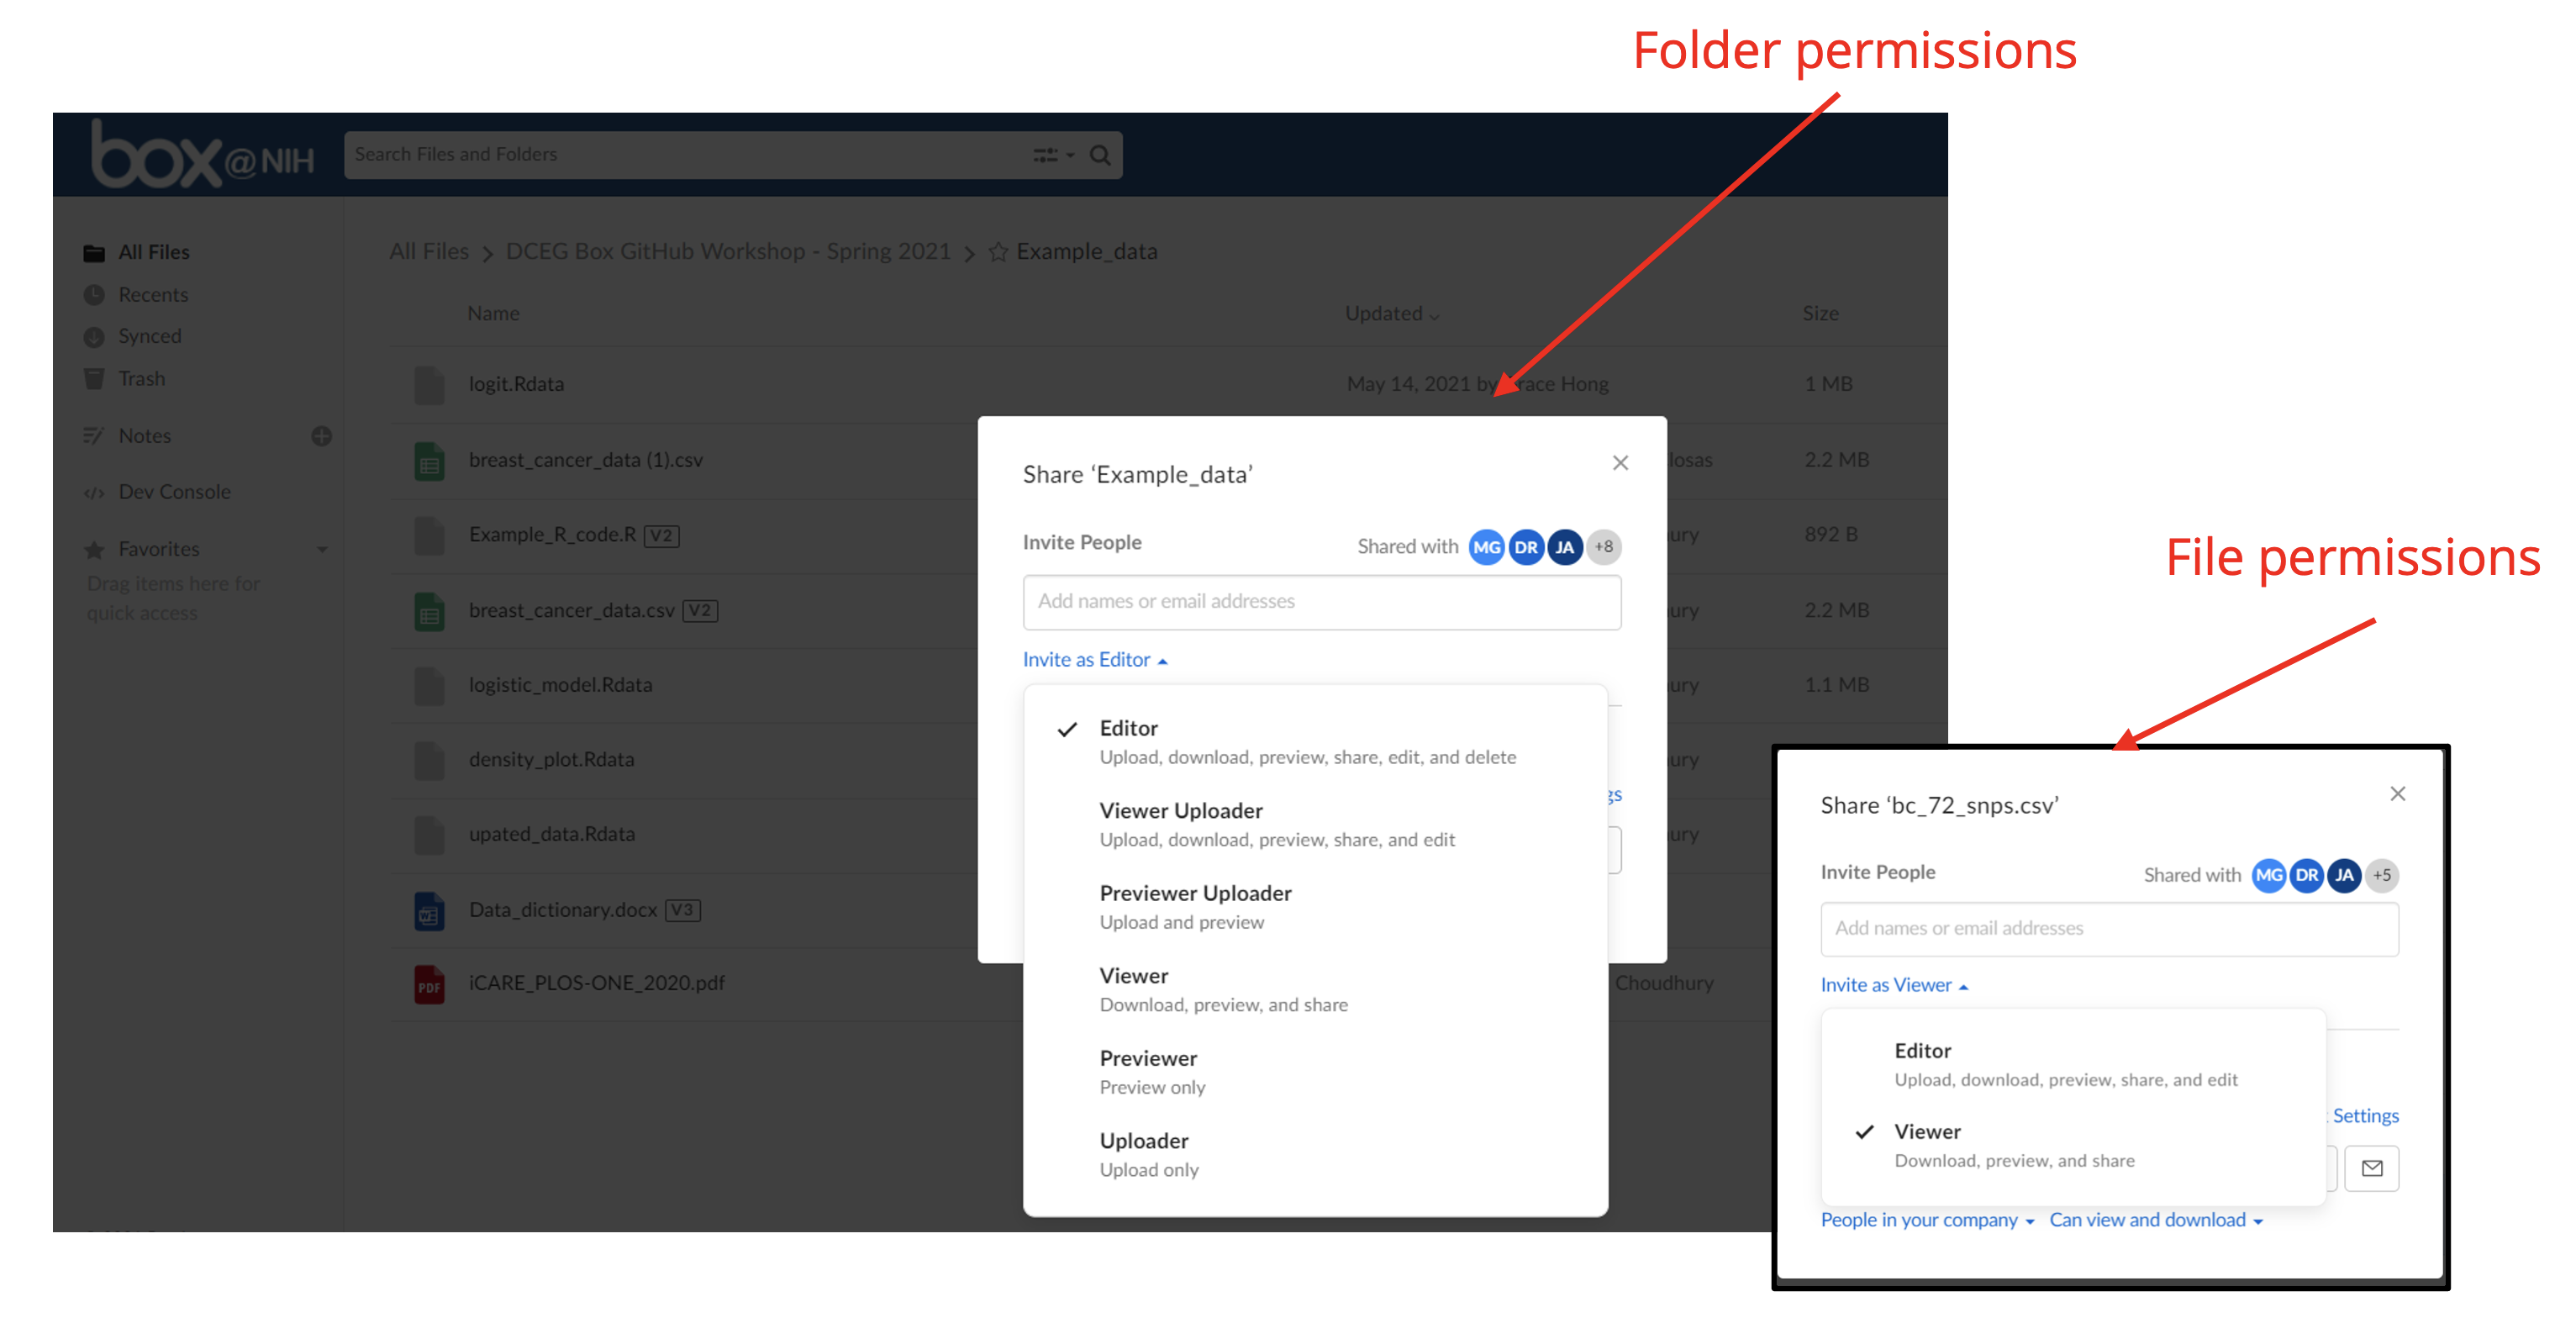 Folder permissions
box@NIH
Search Files and Folders
All Files
Recents
Synced
Trash
Notes
Dev Console
Favorites
Drag items here for
quick access
All Files > DCEG Box GitHub Workshop - Spring 2021 > Example_data
Name Updated Size
logit.Rdata May 14, 2021 by race Hong 1 MB
breast_cancer_data (1).csv losas 2.2 MB
Example_R_code.R V2 ury 892 B
breast_cancer_data.csv V2 ury 2.2 MB
logistic_model.Rdata ury 1.1 MB
density_plot.Rdata ury
upated_data.Rdata ury
Data_dictionary.docx V3
PDF iCARE_PLOS-ONE_2020.pdf Choudhury
Share ‘Example_data’
Invite People Shared with MG DR JA +8
Add names or email addresses
Invite as Editor
Editor
Upload, download, preview, share, edit, and delete
Viewer Uploader
Upload, download, preview, share, and edit
gs
Previewer Uploader
Upload and preview
Viewer
Download, preview, and share
Previewer
Preview only
Uploader
Upload only
File permissions
Share ‘bc_72_snps.csv’
Invite People Shared with MG DR JA +5
Add names or email addresses
Invite as Viewer
Editor
Upload, download, preview, share, and edit
Settings
Viewer
Download, preview, and share
People in your company Can view and download